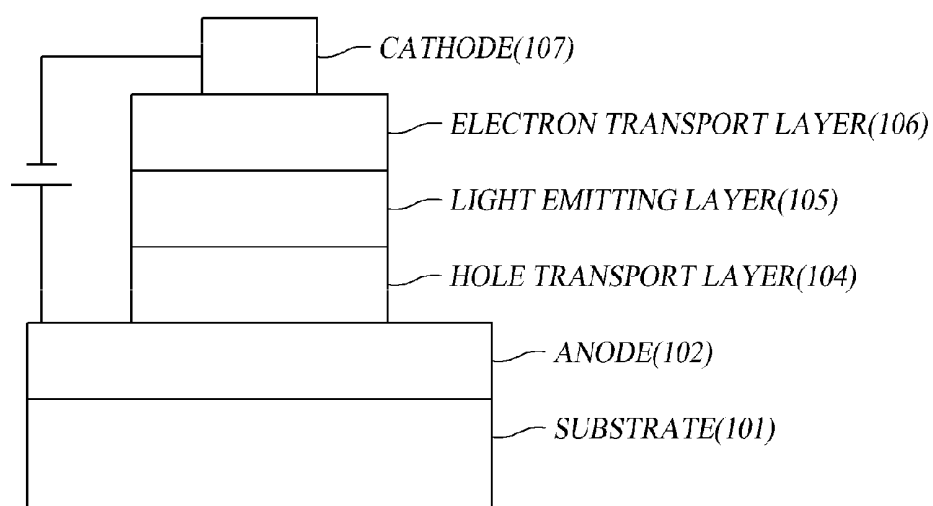 CATHODE(107)
ELECTRON TRANSPORT LAYER(106)
LIGHT EMITTING LAYER(105)
HOLE TRANSPORT LAYER(104)
ANODE(102)
SUBSTRATE(101)